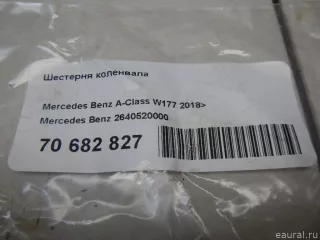 Шестерня коленвала
Mercedes Benz A-Class W177 2018>
Mercedes Benz 2640520000
70 682 827
eaural.ru